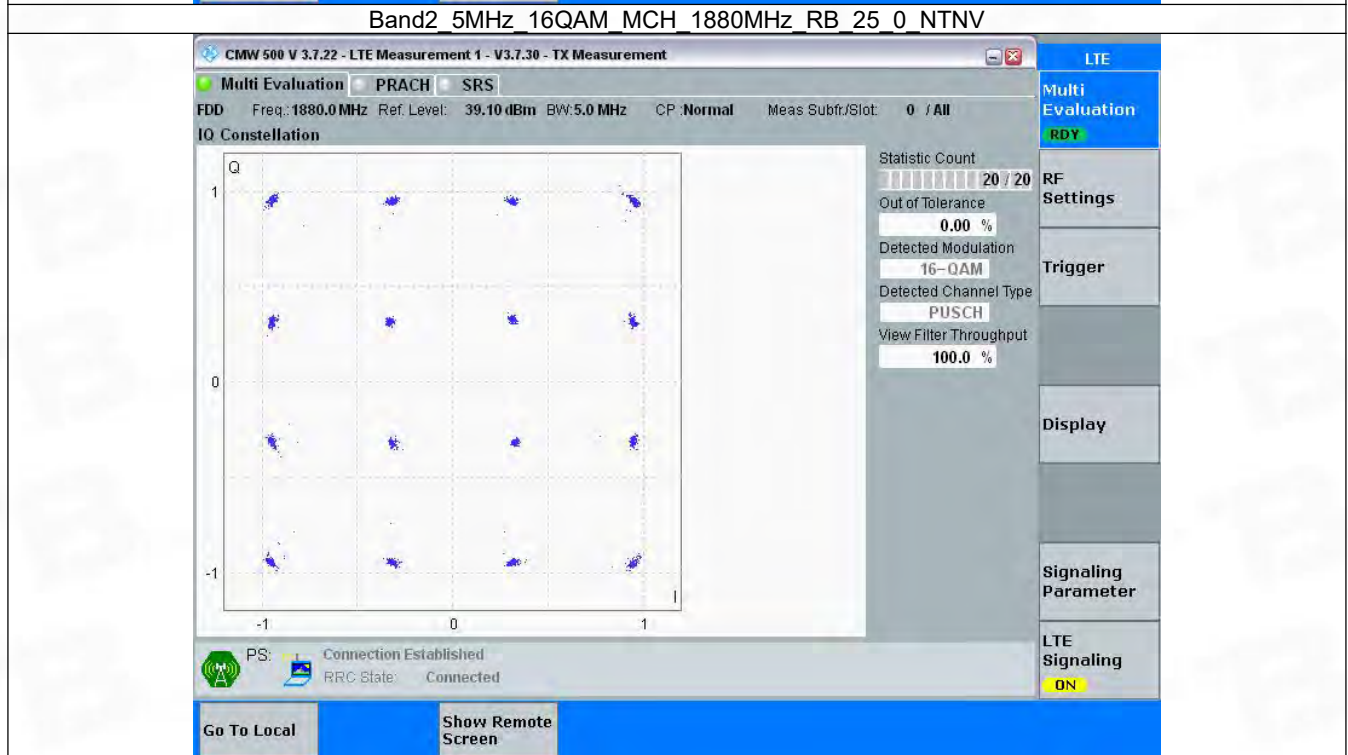 Band2_5MHz_16QAM_MCH_1880MHz_RB_25_0_NTNV
CMW 500 V 3.7.22 - LTE Measurement 1 - V3.7.30 - TX Measurement
LTE
Multi Evaluation PRACH SRS
Multi
Evaluation
RDY
FDD Freq.: 1880.0 MHz Ref. Level: 39.10 dBm BW: 5.0 MHz CP : Normal Meas Subfr./Slot: 0 / All
IQ Constellation
Q
1
0
-1
I
-1 0 1
Statistic Count
20 / 20
Out of Tolerance
0.00 %
Detected Modulation
16-QAM
Detected Channel Type
PUSCH
View Filter Throughput
100.0 %
RF
Settings
Trigger
Display
Signaling
Parameter
LTE
Signaling
ON
PS: Connection Established
RRC State: Connected
Go To Local
Show Remote
Screen